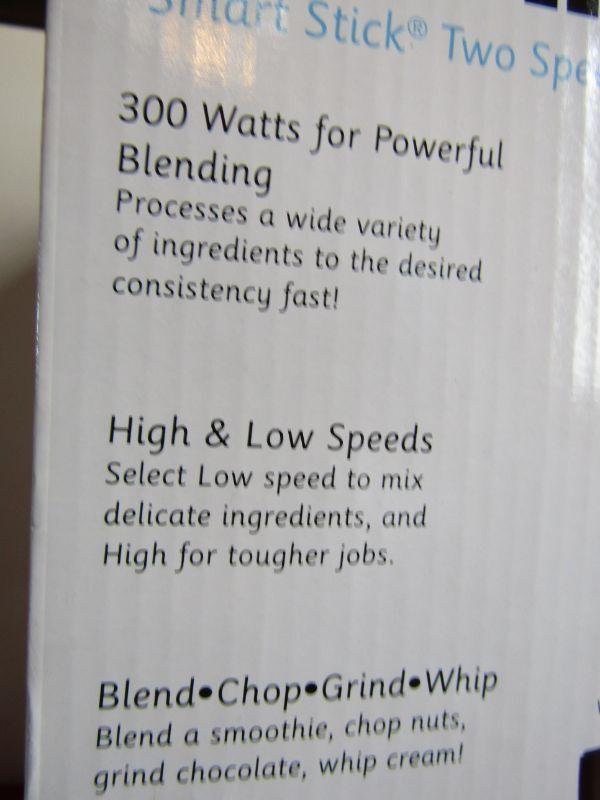 Smart Stick® Two Spe
300 Watts for Powerful
Blending
Processes a wide variety
of ingredients to the desired
consistency fast!
High & Low Speeds
Select Low speed to mix
delicate ingredients, and
High for tougher jobs.
Blend•Chop•Grind•Whip
Blend a smoothie, chop nuts,
grind chocolate, whip cream!